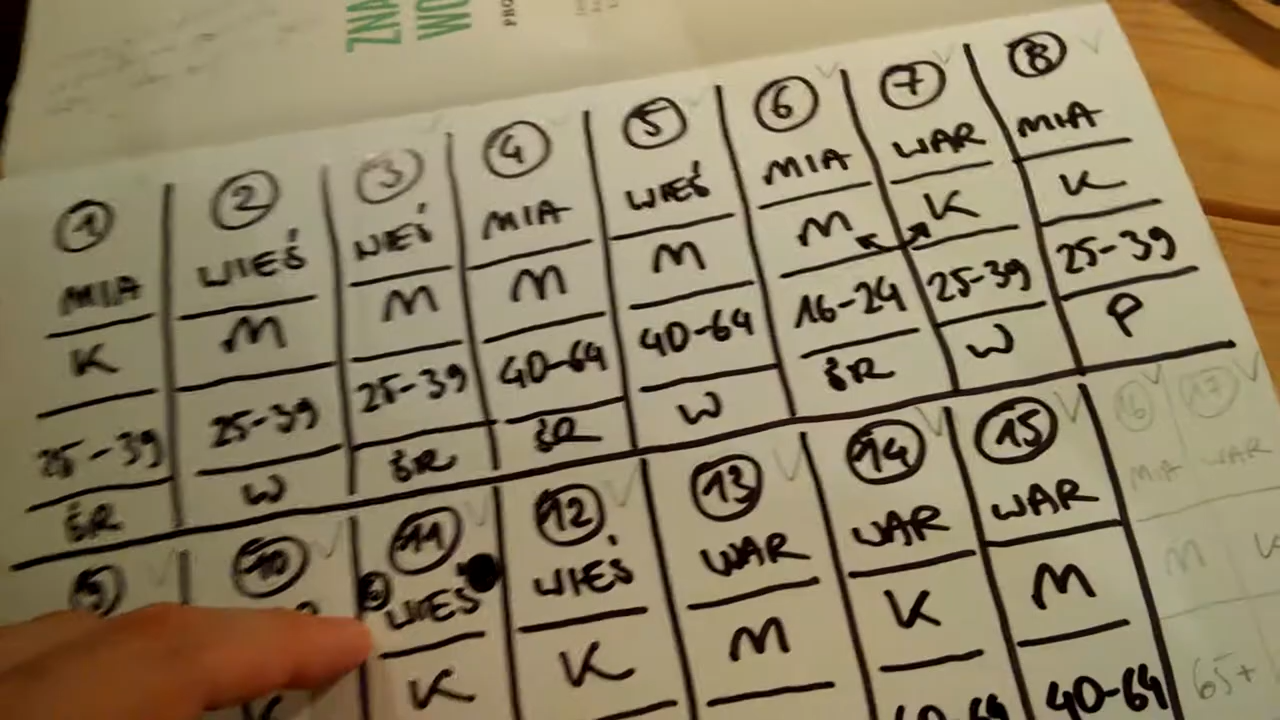 ZNA
WO
PRO
1 2 3 4 5 6 7 8
MIA WIEŚ WIEŚ MIA WIEŚ MIA WAR MIA
K M M M M M K K
25-39 25-39 25-39 40-64 40-64 16-24 25-39 25-39
ŚR W ŚR ŚR W ŚR W P
9 10 11 12 13 14 15 16 17
WIEŚ WIEŚ WAR WAR WAR MIA WAR
K K K M K M M K
40-64 40-64 65+